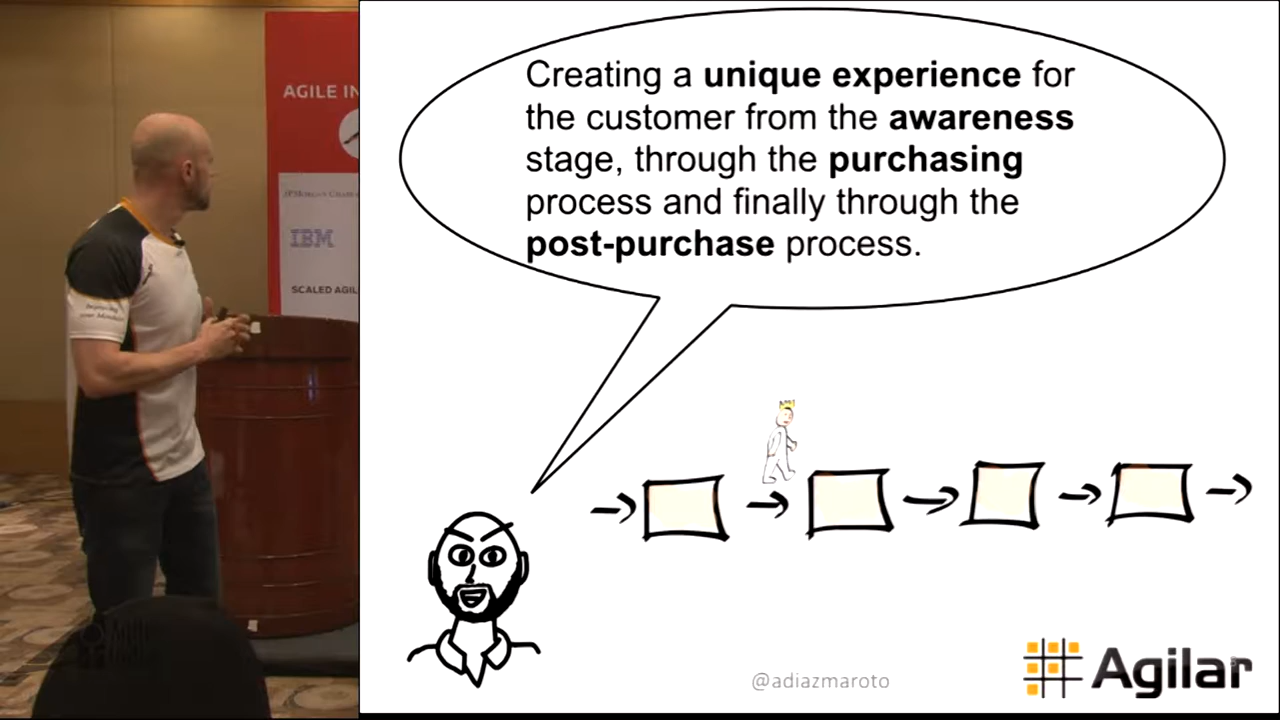 Creating a unique experience for
the customer from the awareness
stage, through the purchasing
process and finally through the
post-purchase process.
AGILE IN
IBM
SCALED AGIL
@adiazmaroto
Agilar